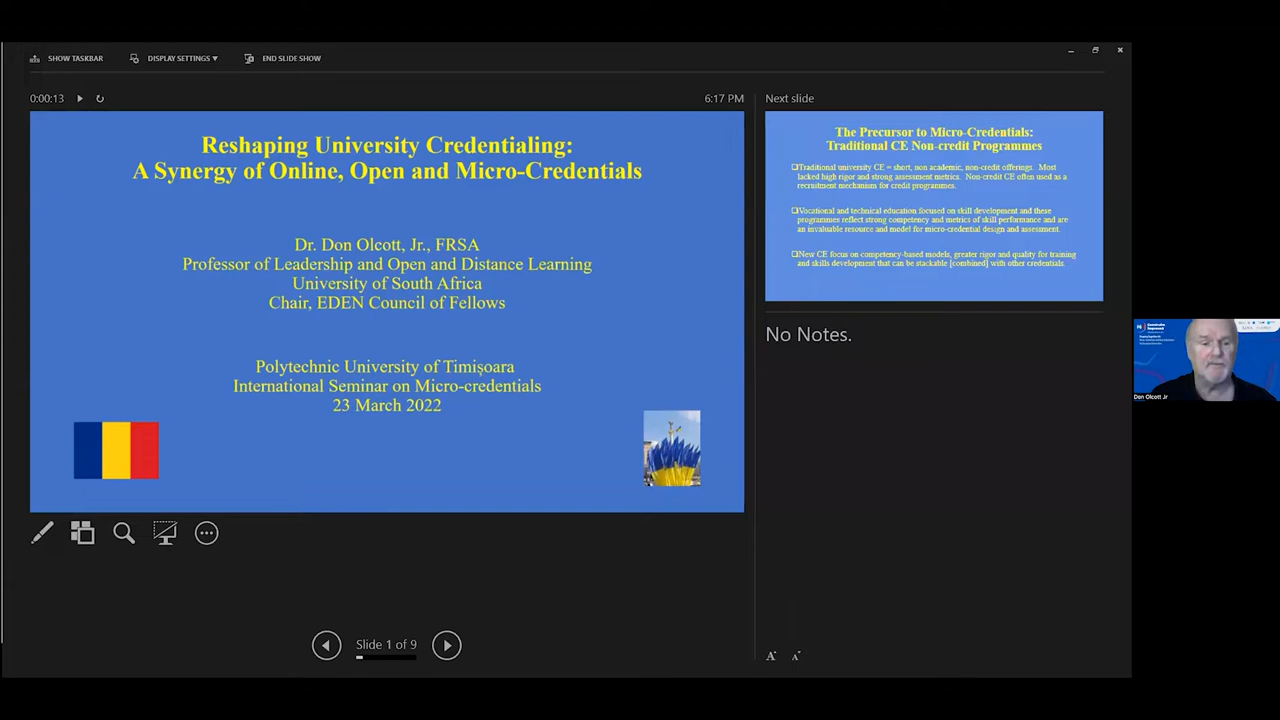 SHOW TASKBAR
DISPLAY SETTINGS ▾
END SLIDE SHOW
0:00:13
6:17 PM
Reshaping University Credentialing:
A Synergy of Online, Open and Micro-Credentials
Dr. Don Olcott, Jr., FRSA
Professor of Leadership and Open and Distance Learning
University of South Africa
Chair, EDEN Council of Fellows
Polytechnic University of Timișoara
International Seminar on Micro-credentials
23 March 2022
Slide 1 of 9
Next slide
The Precursor to Micro-Credentials:
Traditional CE Non-credit Programmes
❑Traditional university CE = short, non academic, non-credit offerings. Most
lacked high rigor and strong assessment metrics. Non-credit CE often used as a
recruitment mechanism for credit programmes.
❑Vocational and technical education focused on skill development and these
programmes reflect strong competency and metrics of skill performance and are
an invaluable resource and model for micro-credential design and assessment.
❑New CE focus on competency-based models, greater rigor and quality for training
and skills development that can be stackable [combined] with other credentials.
No Notes.
A A
Don Olcott Jr